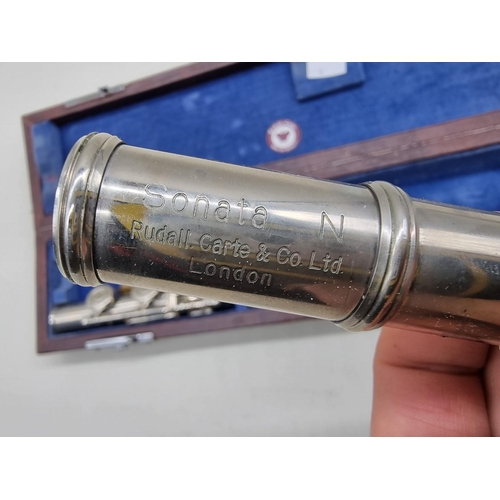 Sonata N
Rudall, Carte & Co. Ltd.
London